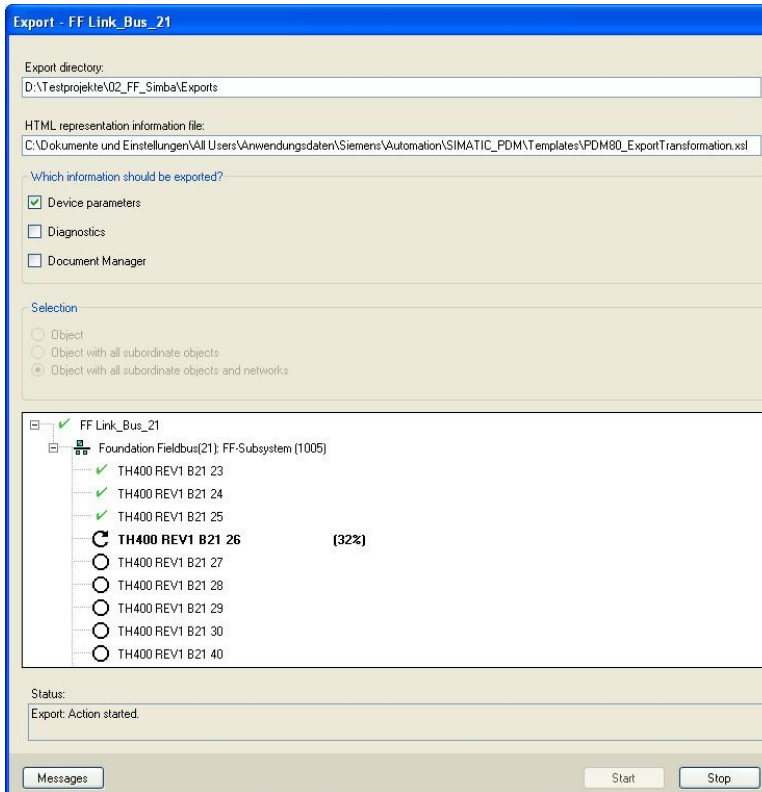 Export - FF Link_Bus_21
Export directory:
D:\Testprojekte\02_FF_Simba\Exports
HTML representation information file:
C:\Dokumente und Einstellungen\All Users\Anwendungsdaten\Siemens\Automation\SIMATIC_PDM\Templates\PDM80_ExportTransformation.xsl
Which information should be exported?
Device parameters
Diagnostics
Document Manager
Selection
Object
Object with all subordinate objects
Object with all subordinate objects and networks
FF Link_Bus_21
Foundation Fieldbus(21): FF-Subsystem (1005)
TH400 REV1 B21 23
TH400 REV1 B21 24
TH400 REV1 B21 25
TH400 REV1 B21 26 (32%)
TH400 REV1 B21 27
TH400 REV1 B21 28
TH400 REV1 B21 29
TH400 REV1 B21 30
TH400 REV1 B21 40
Status:
Export: Action started.
Messages Start Stop